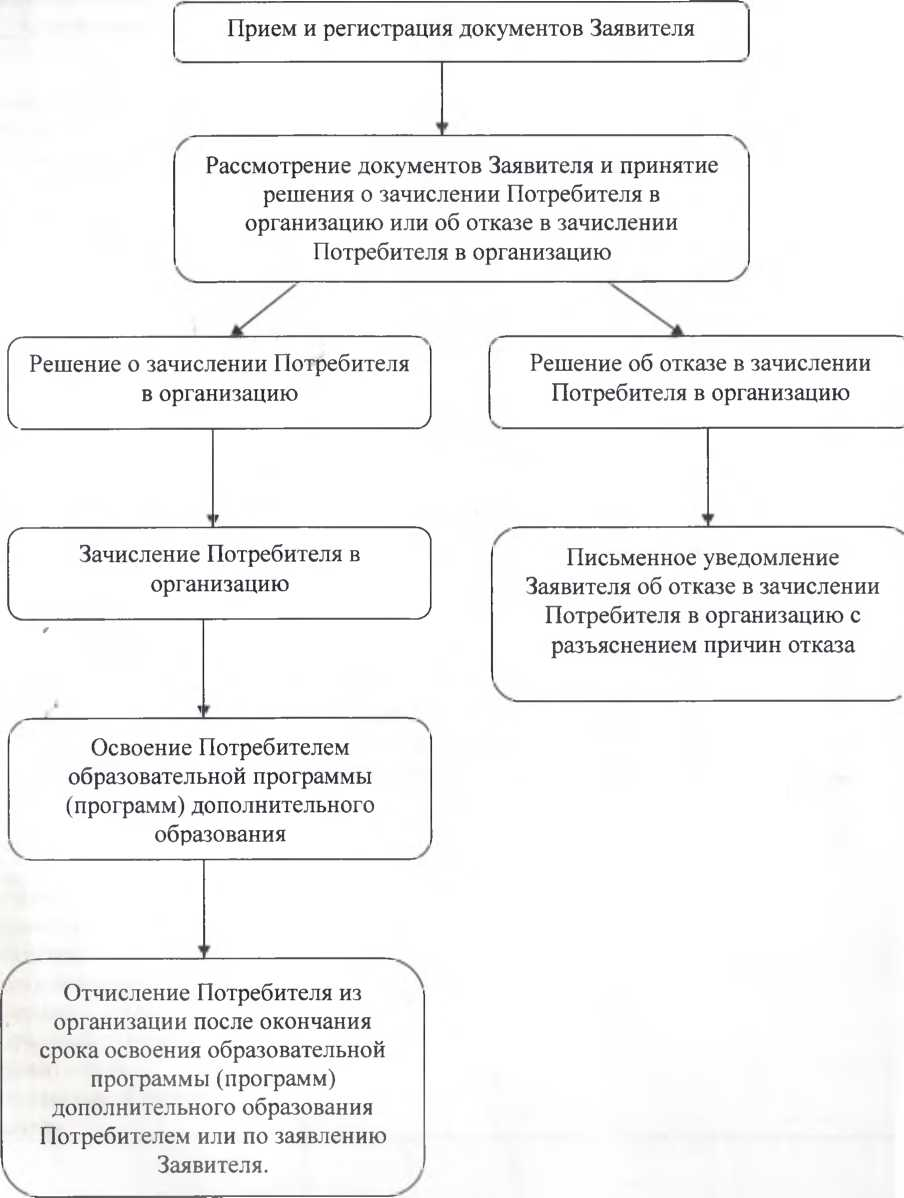 Прием и регистрация документов Заявителя
Рассмотрение документов Заявителя и принятие
решения о зачислении Потребителя в
организацию или об отказе в зачислении
Потребителя в организацию
Решение о зачислении Потребителя
в организацию
Решение об отказе в зачислении
Потребителя в организацию
Зачисление Потребителя в
организацию
Письменное уведомление
Заявителя об отказе в зачислении
Потребителя в организацию с
разъяснением причин отказа
Освоение Потребителем
образовательной программы
(программ) дополнительного
образования
Отчисление Потребителя из
организации после окончания
срока освоения образовательной
программы (программ)
дополнительного образования
Потребителем или по заявлению
Заявителя.